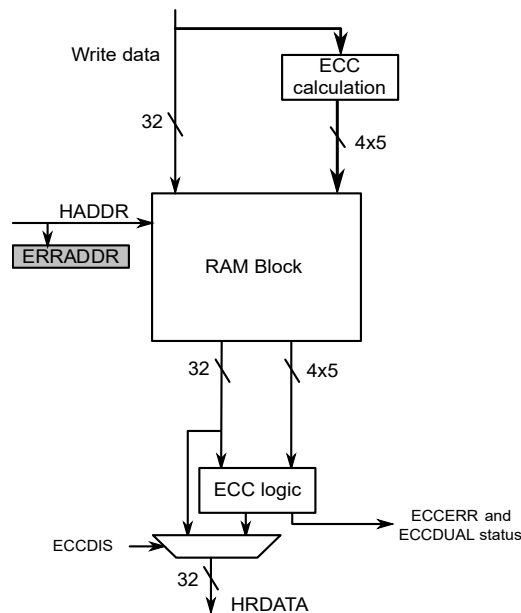 Write data
ECC
calculation
32
4x5
HADDR
ERRADDR
RAM Block
32
4x5
ECC logic
ECCERR and
ECCDUAL status
ECCDIS
32
HRDATA